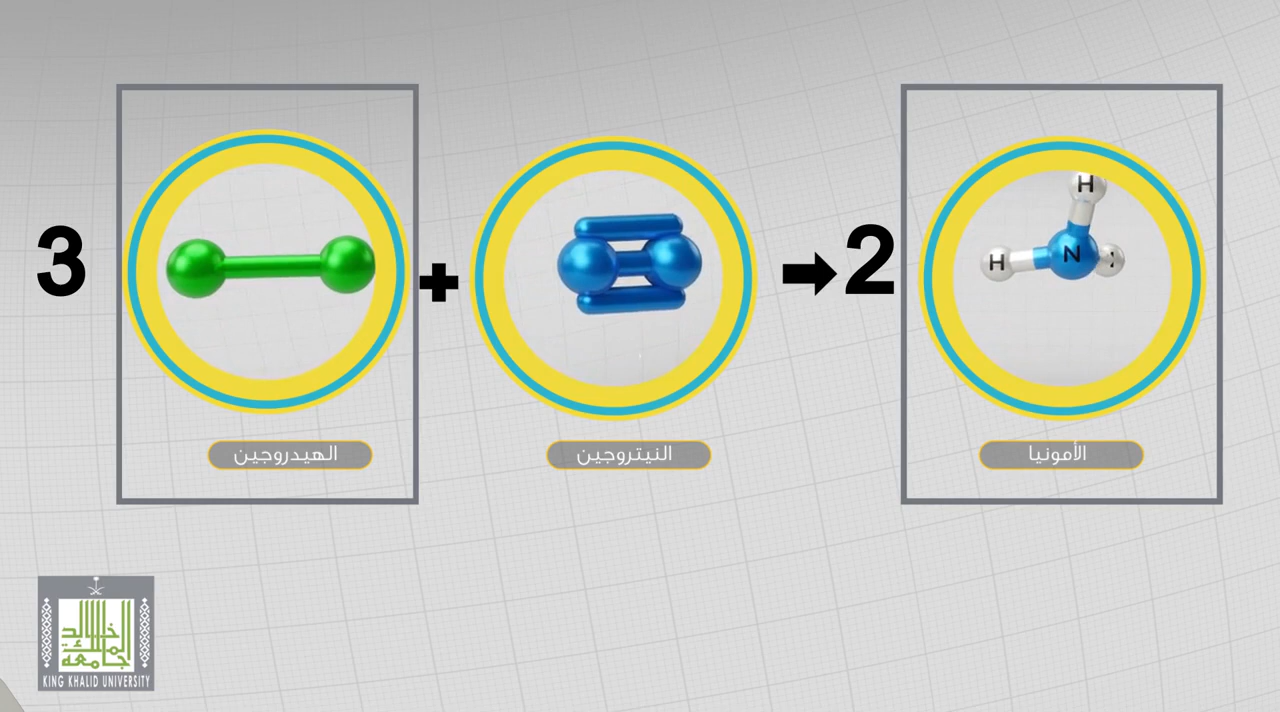 3
+
2
H
H
N
الهيدروجين
النيتروجين
الأمونيا
جامعة الملك خالد
KING KHALID UNIVERSITY